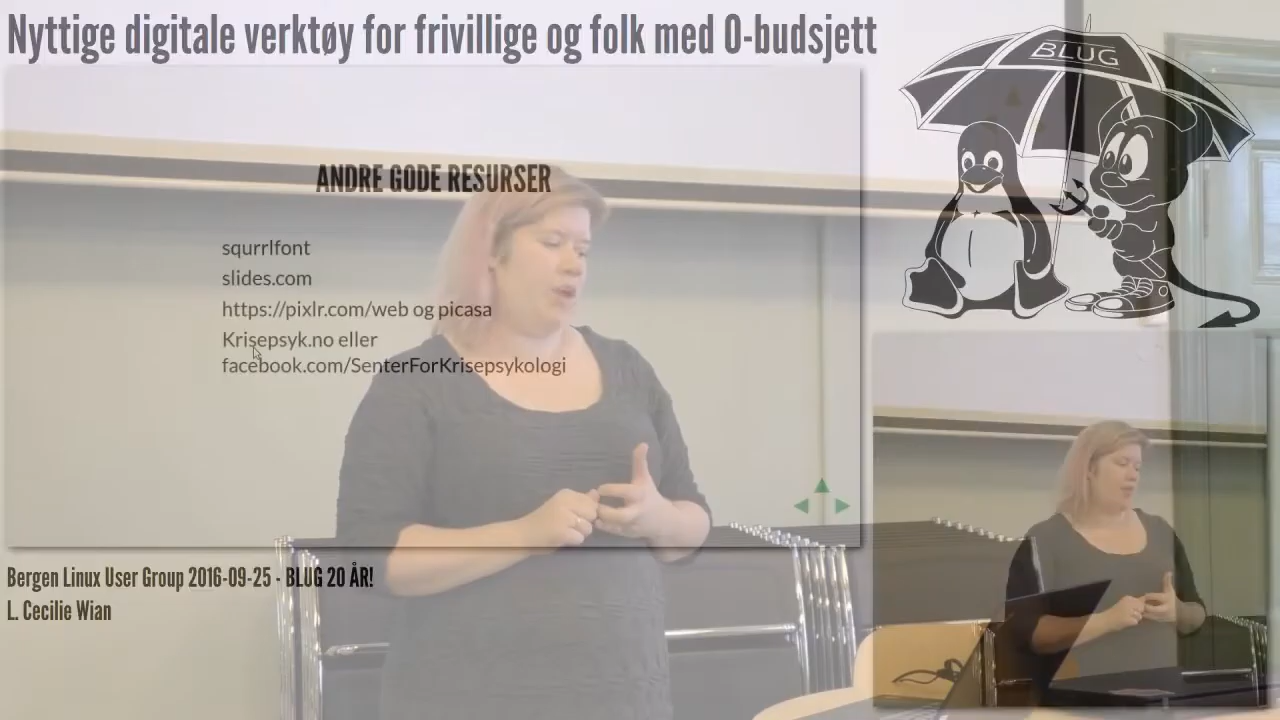 Nyttige digitale verktøy for frivillige og folk med 0-budsjett
BLUG
ANDRE GODE RESURSER
squrrlfont
slides.com
https://pixlr.com/web og picasa
Krisepsyk.no eller
facebook.com/SenterForKrisepsykologi
Bergen Linux User Group 2016-09-25 - BLUG 20 ÅR!
L. Cecilie Wian